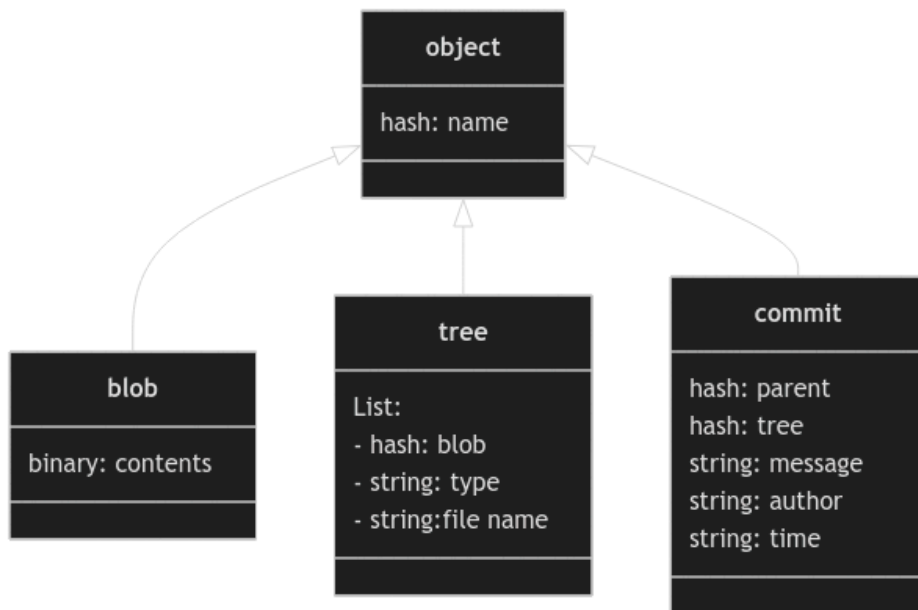 object
hash: name
blob
binary: contents
tree
List:
- hash: blob
- string: type
- string:file name
commit
hash: parent
hash: tree
string: message
string: author
string: time